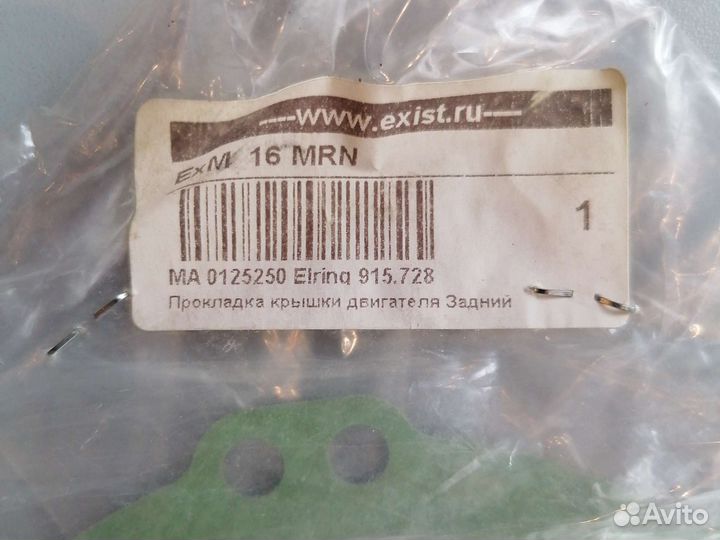 ----www.exist.ru----
ExM 16 MRN
1
MA 0125250 Elring 915.728
Прокладка крышки двигателя Задний
Avito